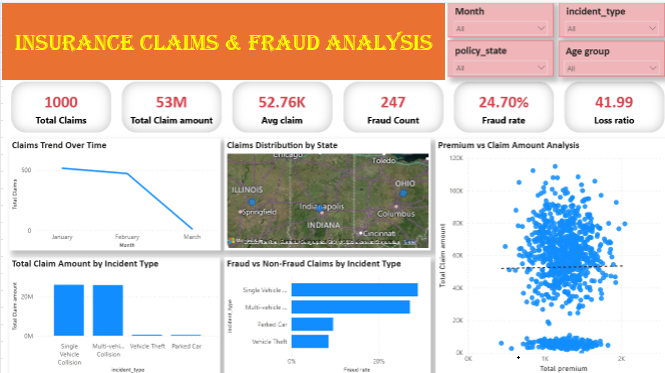 INSURANCE CLAIMS & FRAUD ANALYSIS
Month
All
incident_type
All
policy_state
All
Age group
All
1000
Total Claims
53M
Total Claim amount
52.76K
Avg claim
247
Fraud Count
24.70%
Fraud rate
41.99
Loss ratio
Claims Trend Over Time
Total Claims
500
0
January
February
March
Month
Claims Distribution by State
Chicago
Toledo
ILLINOIS
OHIO
Springfield
Indianapolis
Columbus
INDIANA
Cincinnati
Premium vs Claim Amount Analysis
Total Claim amount
120K
100K
80K
60K
40K
20K
0K
0K
1K
2K
Total premium
Total Claim Amount by Incident Type
Total Claim amount
20M
0M
Single Vehicle Collision
Multi-vehi... Collision
Vehicle Theft
Parked Car
incident_type
Fraud vs Non-Fraud Claims by Incident Type
incident_type
Single Vehicle ...
Multi-vehicle ...
Parked Car
Vehicle Theft
0%
20%
Fraud rate